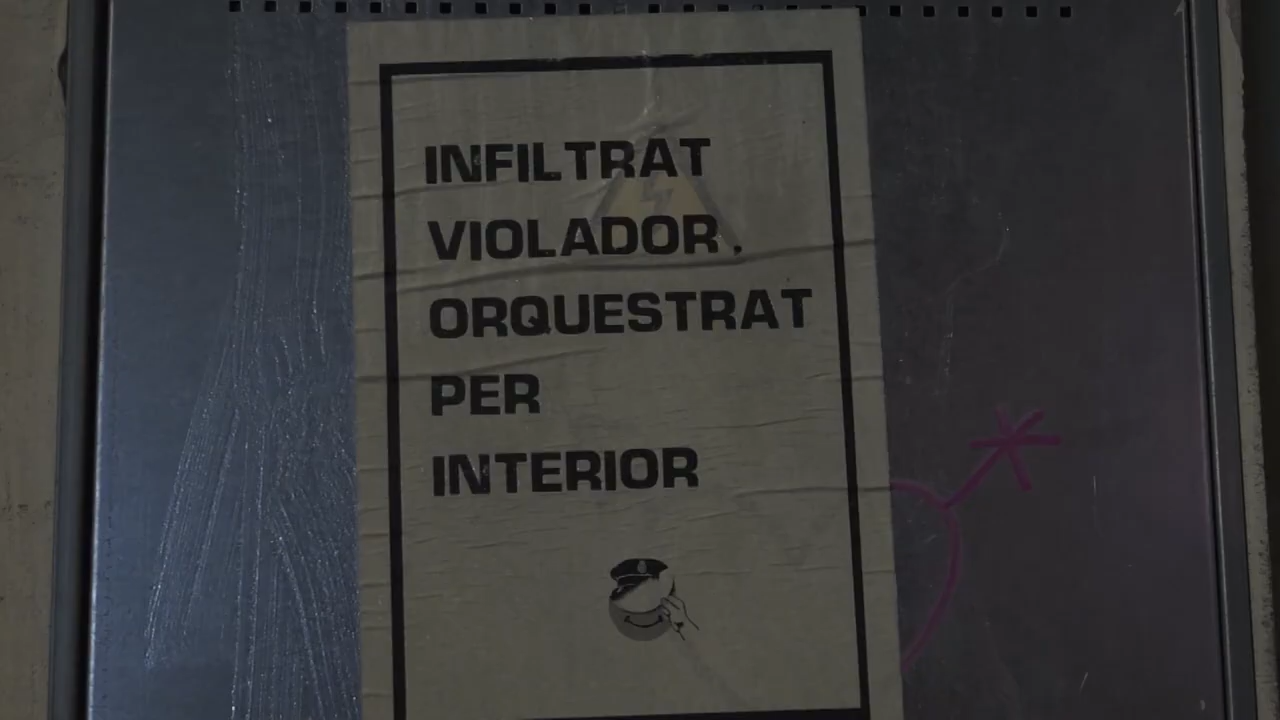 INFILTRAT
VIOLADOR,
ORQUESTRAT
PER
INTERIOR